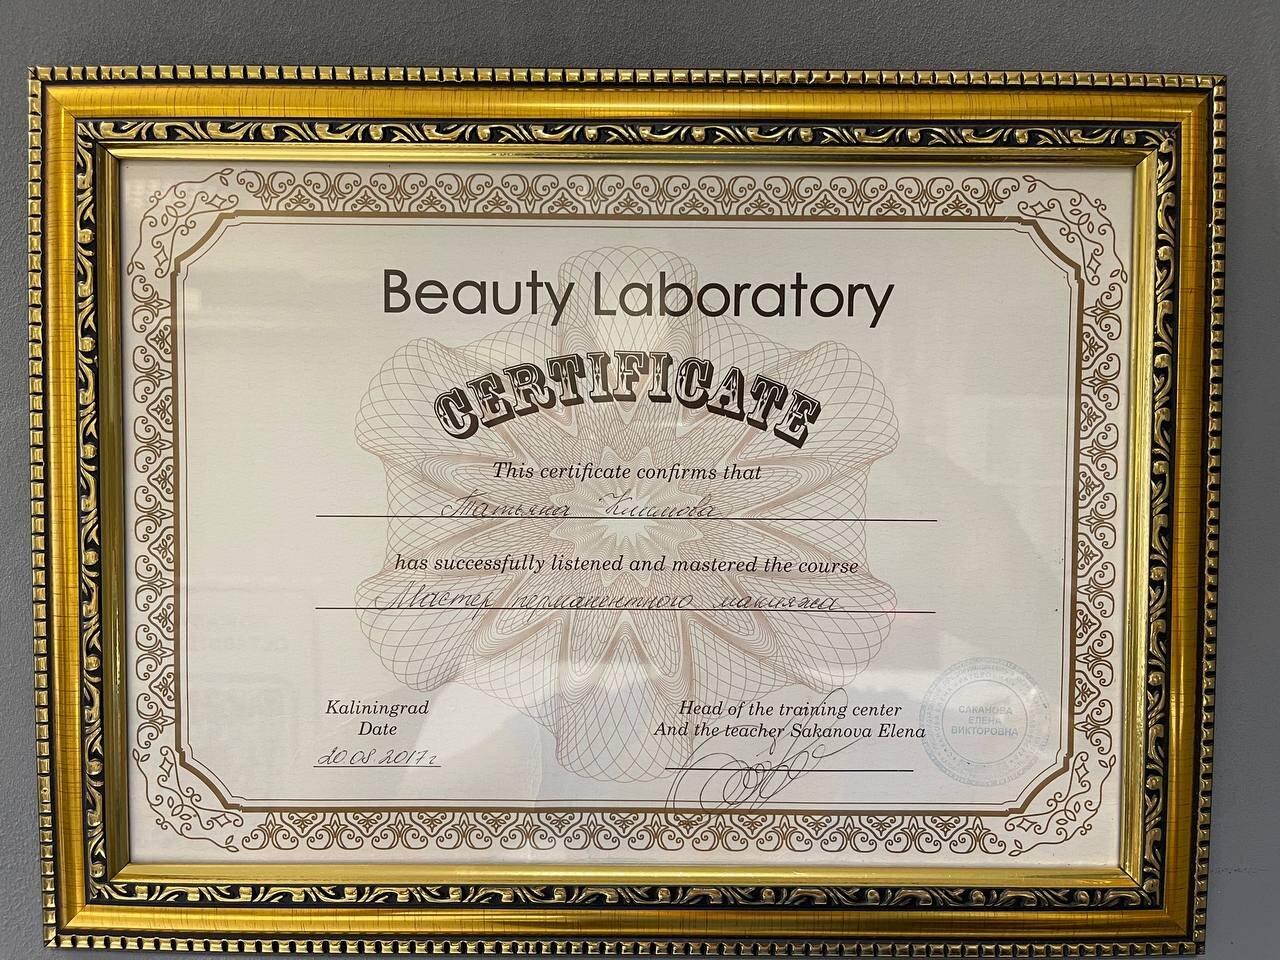 Beauty Laboratory
CERTIFICATE
This certificate confirms that
Татьяна Климова
has successfully listened and mastered the course
Мастер перманентного макияжа
Kaliningrad
Date
20.08.2017г
Head of the training center
And the teacher Sakanova Elena
САКАНОВА
ЕЛЕНА
ВИКТОРОВНА